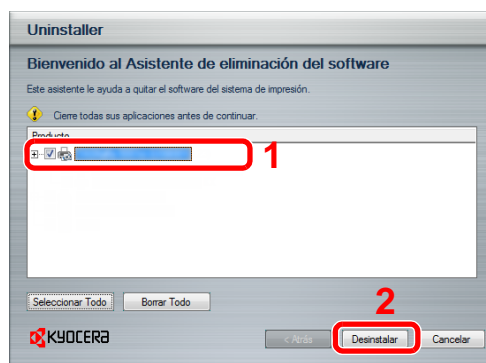 Uninstaller
Bienvenido al Asistente de eliminación del software
Este asistente le ayuda a quitar el software del sistema de impresión.
Cierre todas sus aplicaciones antes de continuar.
Producto
1
Seleccionar Todo Borrar Todo
2
KYOCERA < Atrás Desinstalar Cancelar